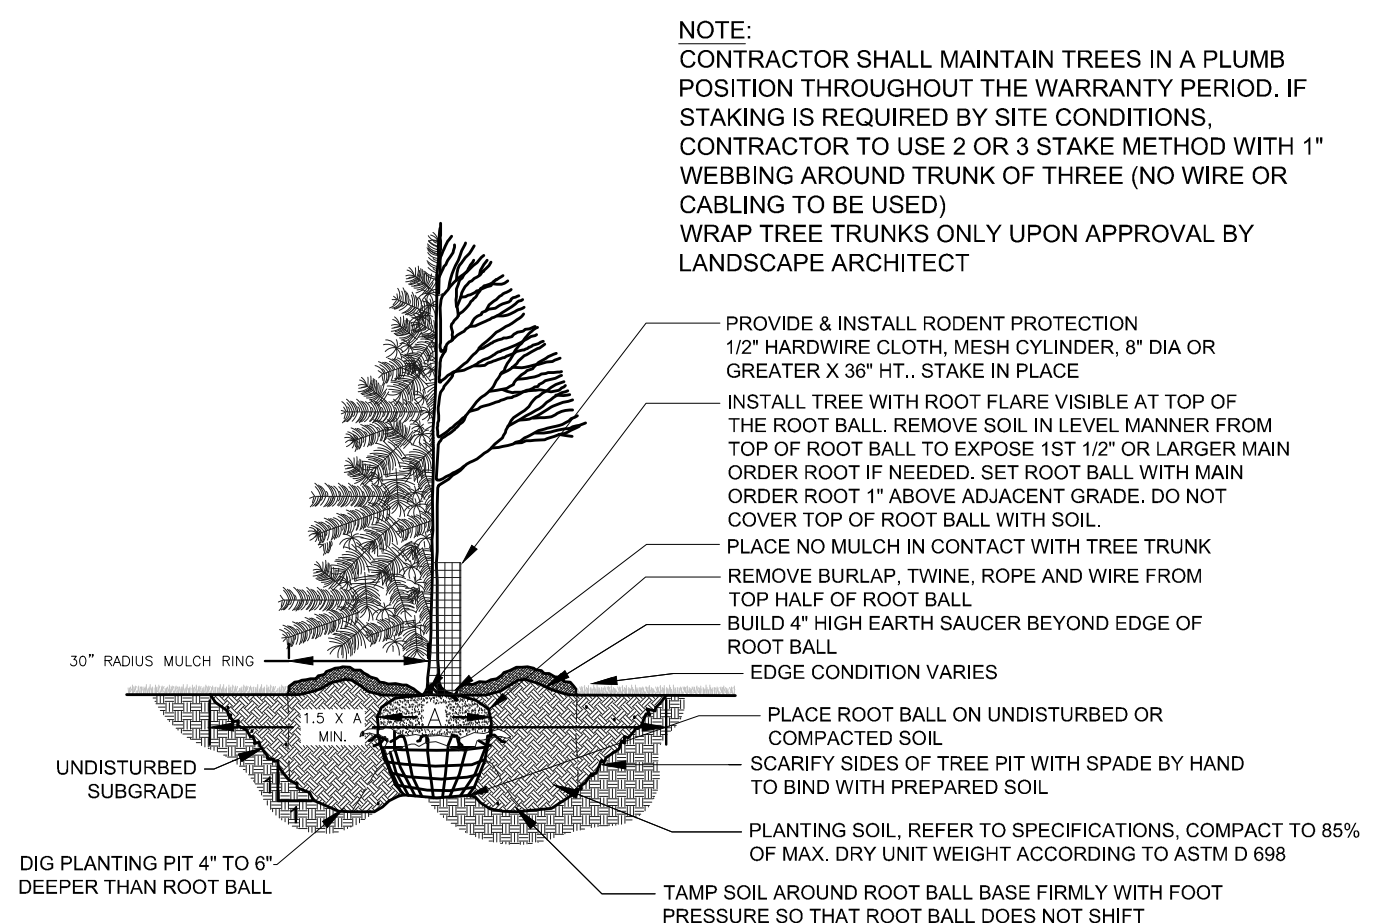 NOTE:
CONTRACTOR SHALL MAINTAIN TREES IN A PLUMB
POSITION THROUGHOUT THE WARRANTY PERIOD. IF
STAKING IS REQUIRED BY SITE CONDITIONS,
CONTRACTOR TO USE 2 OR 3 STAKE METHOD WITH 1"
WEBBING AROUND TRUNK OF THREE (NO WIRE OR
CABLING TO BE USED)
WRAP TREE TRUNKS ONLY UPON APPROVAL BY
LANDSCAPE ARCHITECT
PROVIDE & INSTALL RODENT PROTECTION
1/2" HARDWIRE CLOTH, MESH CYLINDER, 8" DIA OR
GREATER X 36" HT.. STAKE IN PLACE
INSTALL TREE WITH ROOT FLARE VISIBLE AT TOP OF
THE ROOT BALL. REMOVE SOIL IN LEVEL MANNER FROM
TOP OF ROOT BALL TO EXPOSE 1ST 1/2" OR LARGER MAIN
ORDER ROOT IF NEEDED. SET ROOT BALL WITH MAIN
ORDER ROOT 1" ABOVE ADJACENT GRADE. DO NOT
COVER TOP OF ROOT BALL WITH SOIL.
PLACE NO MULCH IN CONTACT WITH TREE TRUNK
REMOVE BURLAP, TWINE, ROPE AND WIRE FROM
TOP HALF OF ROOT BALL
BUILD 4" HIGH EARTH SAUCER BEYOND EDGE OF
ROOT BALL
EDGE CONDITION VARIES
PLACE ROOT BALL ON UNDISTURBED OR
COMPACTED SOIL
SCARIFY SIDES OF TREE PIT WITH SPADE BY HAND
TO BIND WITH PREPARED SOIL
PLANTING SOIL, REFER TO SPECIFICATIONS, COMPACT TO 85%
OF MAX. DRY UNIT WEIGHT ACCORDING TO ASTM D 698
TAMP SOIL AROUND ROOT BALL BASE FIRMLY WITH FOOT
PRESSURE SO THAT ROOT BALL DOES NOT SHIFT
30" RADIUS MULCH RING
1.5 X A
MIN.
A
UNDISTURBED
SUBGRADE
1
1
DIG PLANTING PIT 4" TO 6"
DEEPER THAN ROOT BALL